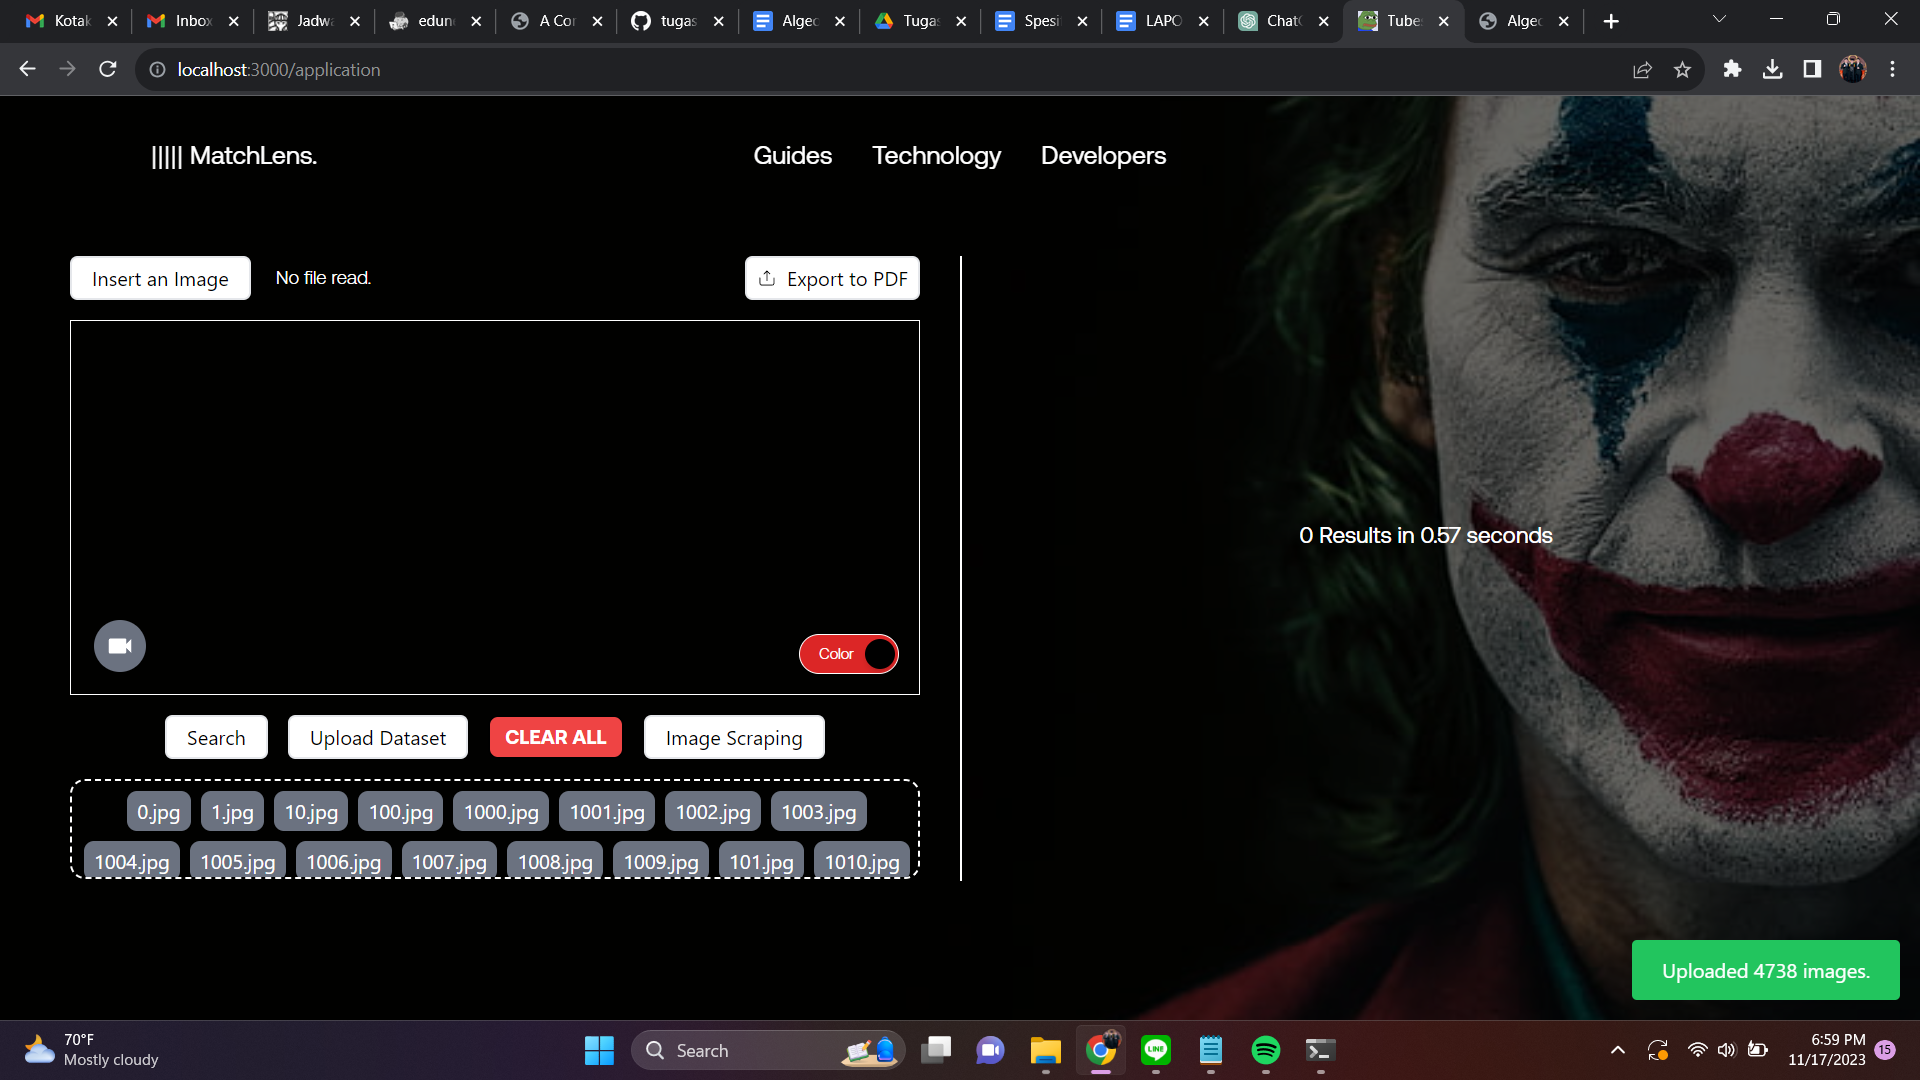 Kotak Inbox Jadwa edun A Cor tugas Algeo Tugas Spesi LAPO Chat Tube Algeo
localhost:3000/application
||||| MatchLens.
Guides Technology Developers
Insert an Image No file read. Export to PDF
0 Results in 0.57 seconds
Color
Search Upload Dataset CLEAR ALL Image Scraping
0.jpg 1.jpg 10.jpg 100.jpg 1000.jpg 1001.jpg 1002.jpg 1003.jpg
1004.jpg 1005.jpg 1006.jpg 1007.jpg 1008.jpg 1009.jpg 101.jpg 1010.jpg
Uploaded 4738 images.
70°F
Mostly cloudy
Search
LINE
6:59 PM
11/17/2023
15